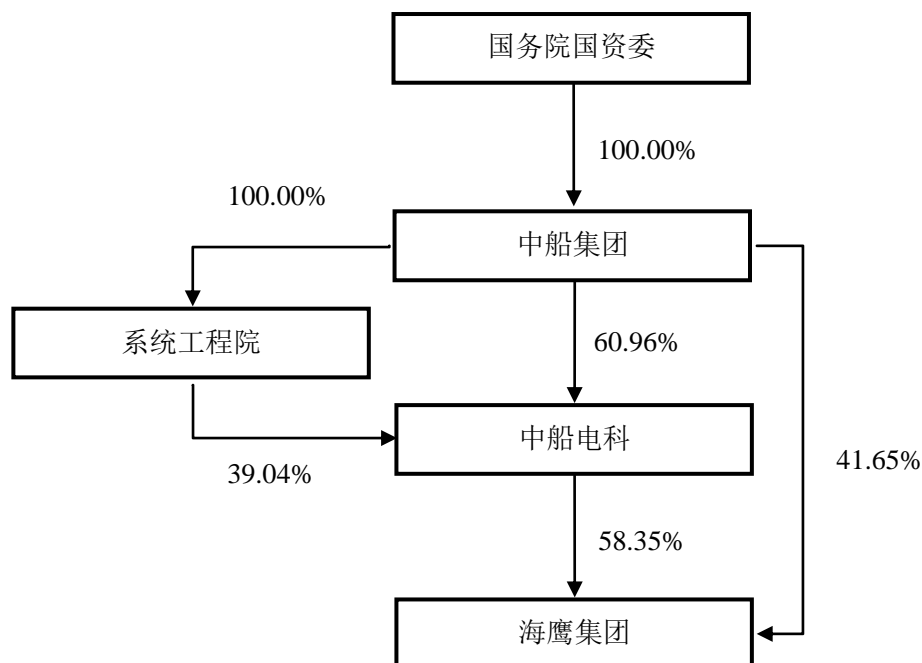 国务院国资委
100.00%
100.00%
中船集团
系统工程院
60.96%
中船电科
39.04%
41.65%
58.35%
海鹰集团